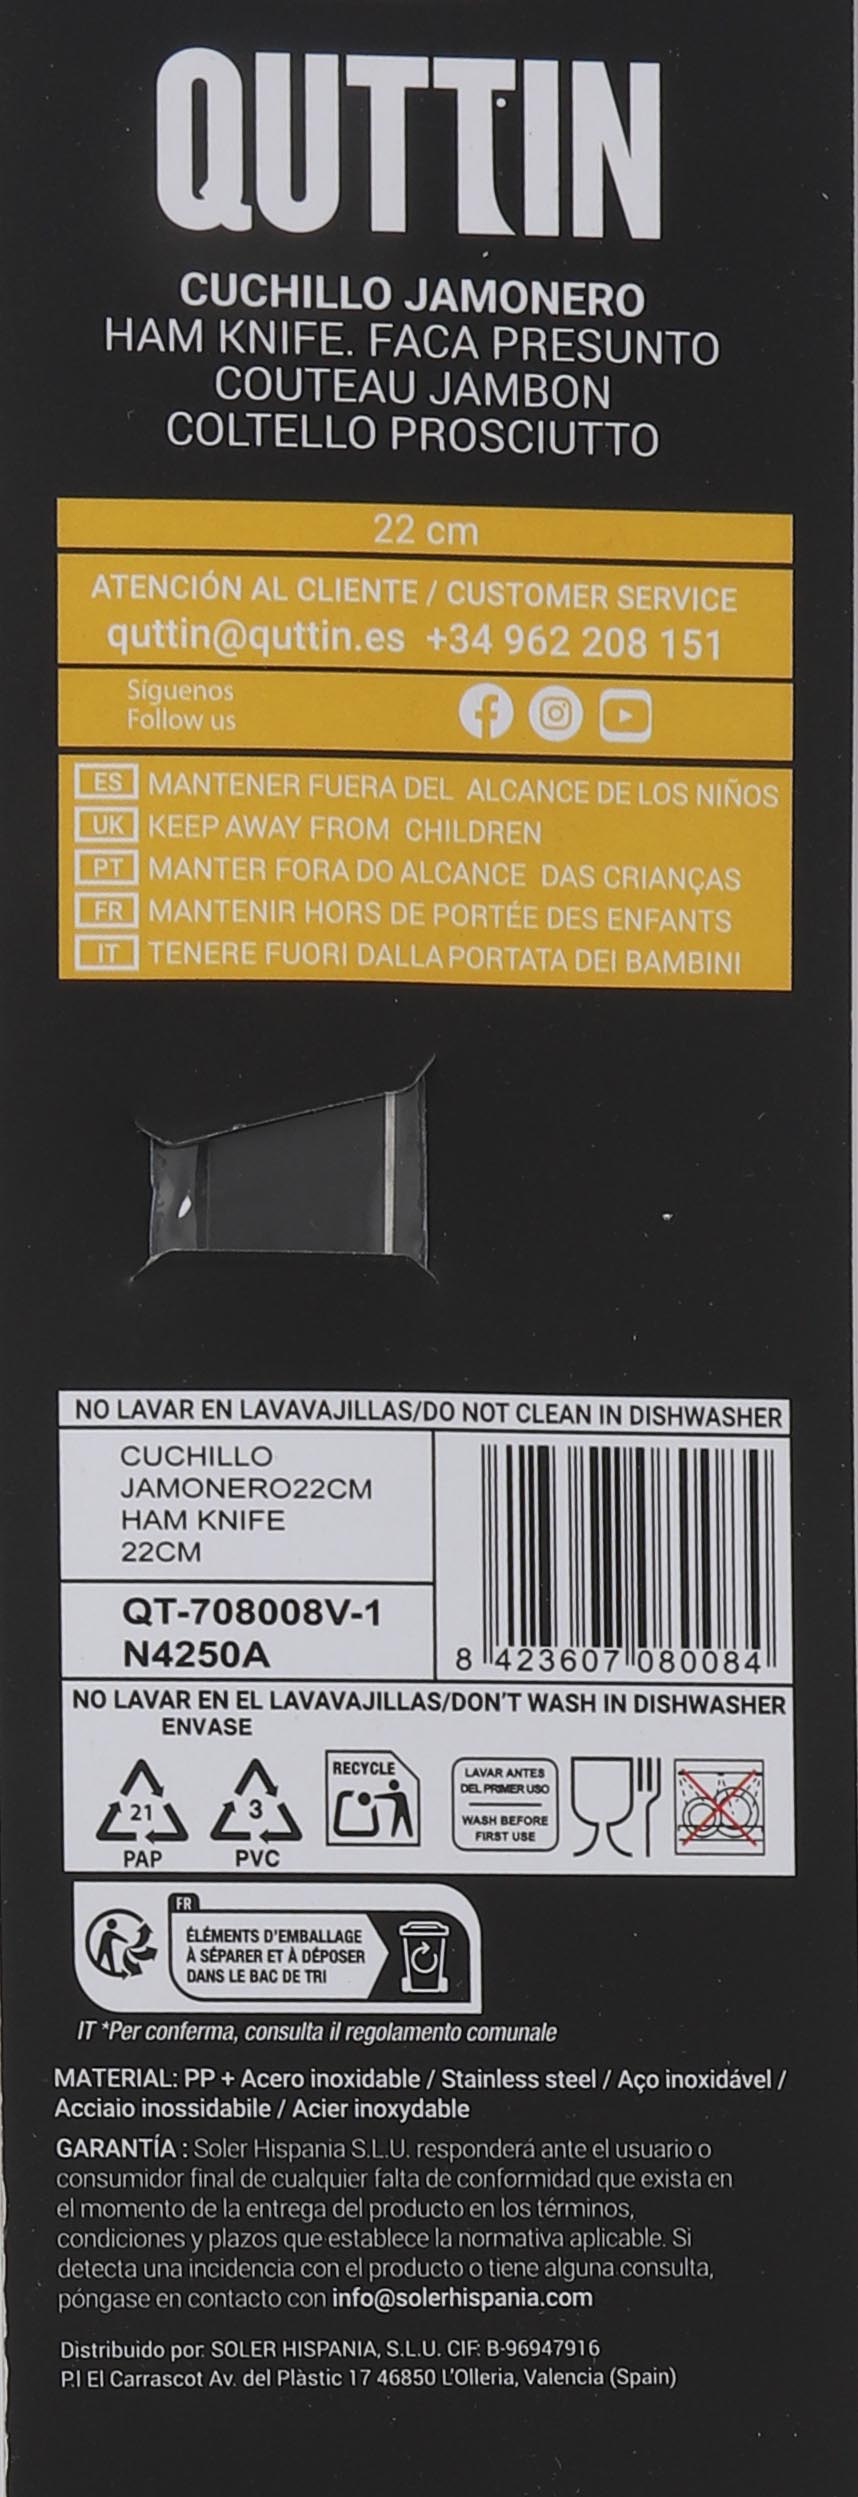 QUTTIN
CUCHILLO JAMONERO
HAM KNIFE. FACA PRESUNTO
COUTEAU JAMBON
COLTELLO PROSCIUTTO
22 cm
ATENCIÓN AL CLIENTE / CUSTOMER SERVICE
quttin@quttin.es +34 962 208 151
Síguenos
Follow us
ES MANTENER FUERA DEL ALCANCE DE LOS NIÑOS
UK KEEP AWAY FROM CHILDREN
PT MANTER FORA DO ALCANCE DAS CRIANÇAS
FR MANTENIR HORS DE PORTÉE DES ENFANTS
IT TENERE FUORI DALLA PORTATA DEI BAMBINI
NO LAVAR EN LAVAVAJILLAS/DO NOT CLEAN IN DISHWASHER
CUCHILLO
JAMONERO22CM
HAM KNIFE
22CM
QT-708008V-1
N4250A
8 423607 080084
NO LAVAR EN EL LAVAVAJILLAS/DON'T WASH IN DISHWASHER
ENVASE
21
PAP
3
PVC
RECYCLE
LAVAR ANTES
DEL PRIMER USO
WASH BEFORE
FIRST USE
FR
ÉLÉMENTS D'EMBALLAGE
À SÉPARER ET À DÉPOSER
DANS LE BAC DE TRI
IT *Per conferma, consulta il regolamento comunale
MATERIAL: PP + Acero inoxidable / Stainless steel / Aço inoxidável /
Acciaio inossidabile / Acier inoxydable
GARANTÍA : Soler Hispania S.L.U. responderá ante el usuario o
consumidor final de cualquier falta de conformidad que exista en
el momento de la entrega del producto en los términos,
condiciones y plazos que establece la normativa aplicable. Si
detecta una incidencia con el producto o tiene alguna consulta,
póngase en contacto con info@solerhispania.com
Distribuido por: SOLER HISPANIA, S.L.U. CIF: B-96947916
P.I El Carrascot Av. del Plàstic 17 46850 L'Olleria, Valencia (Spain)